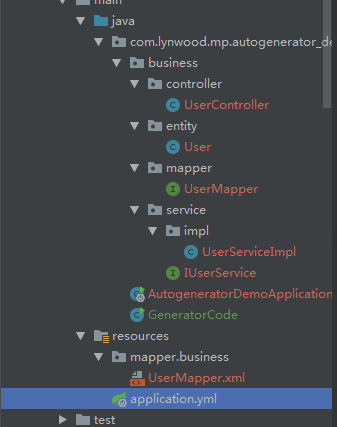 main
java
com.lynwood.mp.autogenerator_de
business
controller
UserController
entity
User
mapper
UserMapper
service
impl
UserServiceImpl
IUserService
AutogeneratorDemoApplication
GeneratorCode
resources
mapper.business
UserMapper.xml
application.yml
test